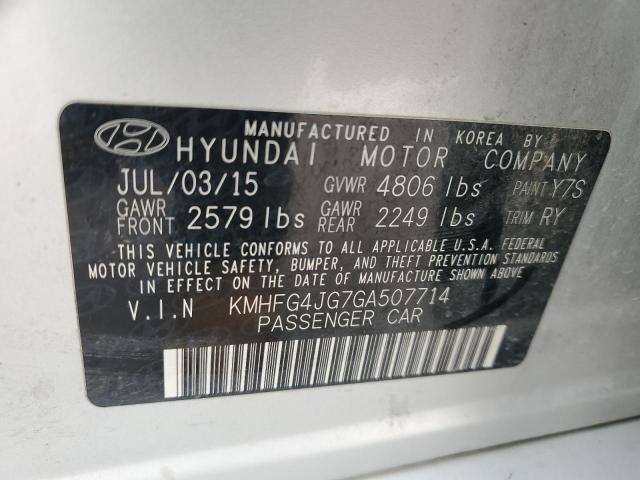 MANUFACTURED IN KOREA BY
HYUNDAI MOTOR COMPANY
JUL/03/15 GVWR 4806 lbs PAINT Y7S
GAWR FRONT 2579 lbs GAWR REAR 2249 lbs TRIM RY
THIS VEHICLE CONFORMS TO ALL APPLICABLE U.S.A. FEDERAL
MOTOR VEHICLE SAFETY, BUMPER, AND THEFT PREVENTION STANDARDS
IN EFFECT ON THE DATE OF MANUFACTURE SHOWN ABOVE.
V.I.N KMHFG4JG7GA507714
PASSENGER CAR